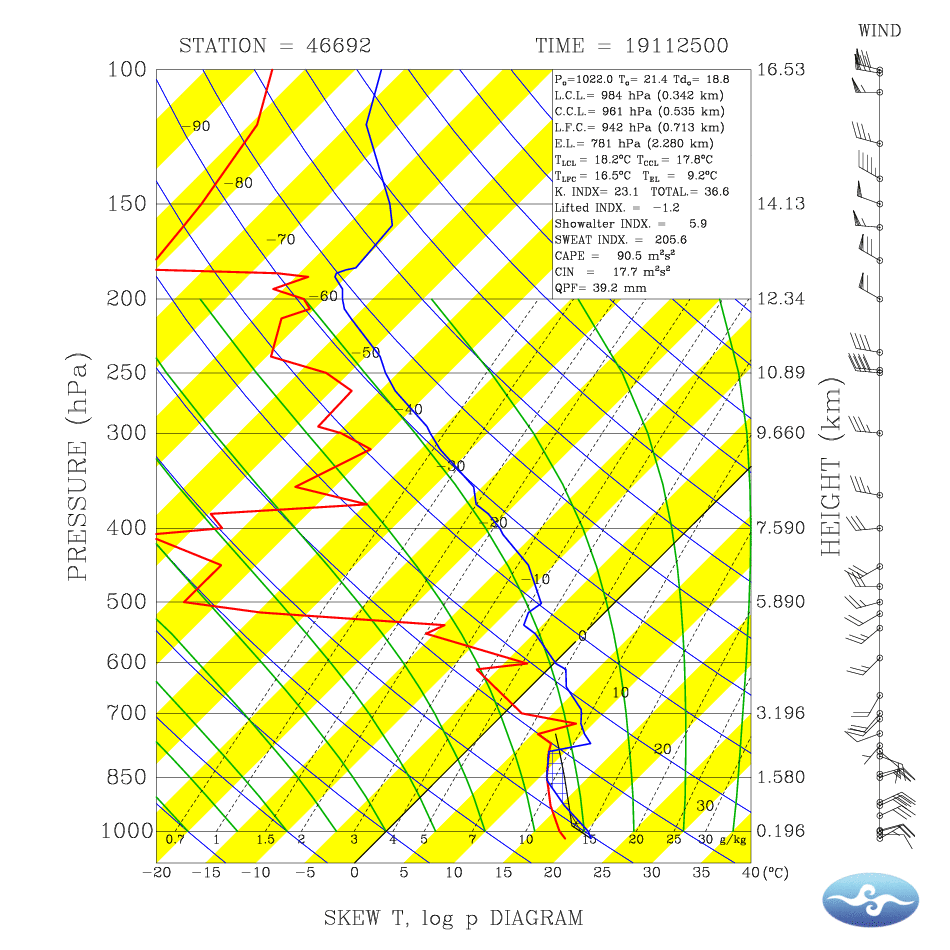 WIND
STATION = 46692
TIME = 19112500
100
16.53
P₀=1022.0 T₀= 21.4 Td₀= 18.8
L.C.L.= 984 hPa (0.342 km)
C.C.L.= 961 hPa (0.535 km)
L.F.C.= 942 hPa (0.713 km)
E.L.= 781 hPa (2.280 km)
T_LCL = 18.2°C T_CCL = 17.8°C
T_LFC = 16.5°C T_EL = 9.2°C
K. INDX= 23.1 TOTAL.= 36.6
Lifted INDX. = −1.2
Showalter INDX. = 5.9
SWEAT INDX. = 205.6
CAPE = 90.5 m²s²
CIN = 17.7 m²s²
QPF= 39.2 mm
−90
−80
150
14.13
−70
−60
200
12.34
−50
250
10.89
−40
300
9.660
−30
−20
400
7.590
−10
500
5.890
0
600
10
700
3.196
20
850
1.580
30
1000
0.196
0.7 1 1.5 2 3 4 5 7 10 15 20 25 30 g/kg
−20 −15 −10 −5 0 5 10 15 20 25 30 35 40 (°C)
PRESSURE (hPa)
HEIGHT (km)
SKEW T, log p DIAGRAM